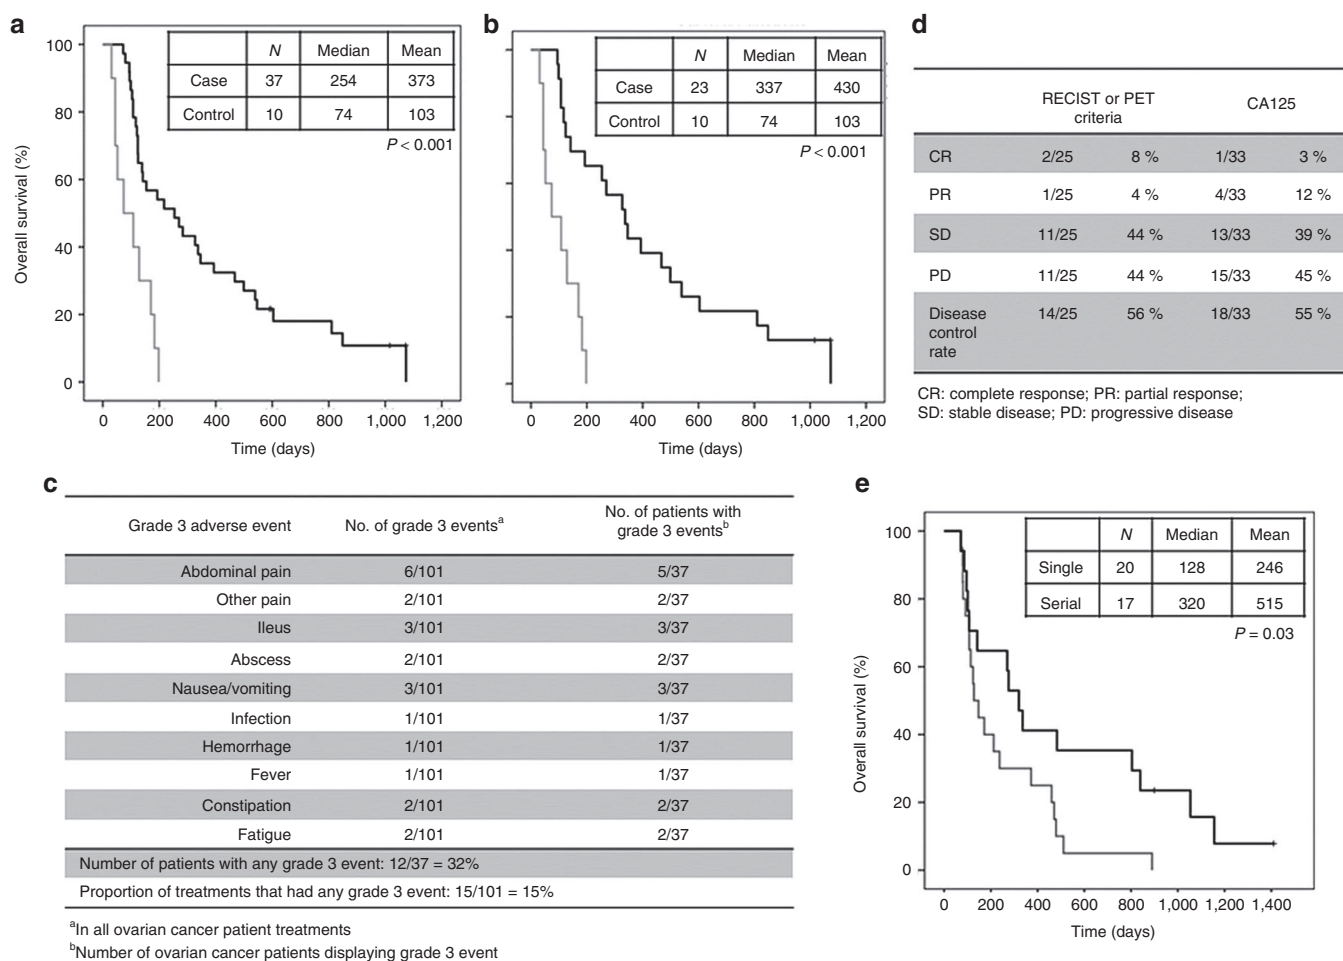 a
N Median Mean
Case 37 254 373
Control 10 74 103
P < 0.001
Overall survival (%)
100
80
60
40
20
0
0 200 400 600 800 1,000 1,200
Time (days)
b
N Median Mean
Case 23 337 430
Control 10 74 103
P < 0.001
0 200 400 600 800 1,000 1,200
Time (days)
d
RECIST or PET
criteria
CA125
CR 2/25 8 % 1/33 3 %
PR 1/25 4 % 4/33 12 %
SD 11/25 44 % 13/33 39 %
PD 11/25 44 % 15/33 45 %
Disease 14/25 56 % 18/33 55 %
control
rate
CR: complete response; PR: partial response;
SD: stable disease; PD: progressive disease
c
Grade 3 adverse event No. of grade 3 eventsa No. of patients with
grade 3 eventsb
Abdominal pain 6/101 5/37
Other pain 2/101 2/37
Ileus 3/101 3/37
Abscess 2/101 2/37
Nausea/vomiting 3/101 3/37
Infection 1/101 1/37
Hemorrhage 1/101 1/37
Fever 1/101 1/37
Constipation 2/101 2/37
Fatigue 2/101 2/37
Number of patients with any grade 3 event: 12/37 = 32%
Proportion of treatments that had any grade 3 event: 15/101 = 15%
aIn all ovarian cancer patient treatments
bNumber of ovarian cancer patients displaying grade 3 event
e
N Median Mean
Single 20 128 246
Serial 17 320 515
P = 0.03
Overall survival (%)
100
80
60
40
20
0
0 200 400 600 800 1,000 1,200 1,400
Time (days)